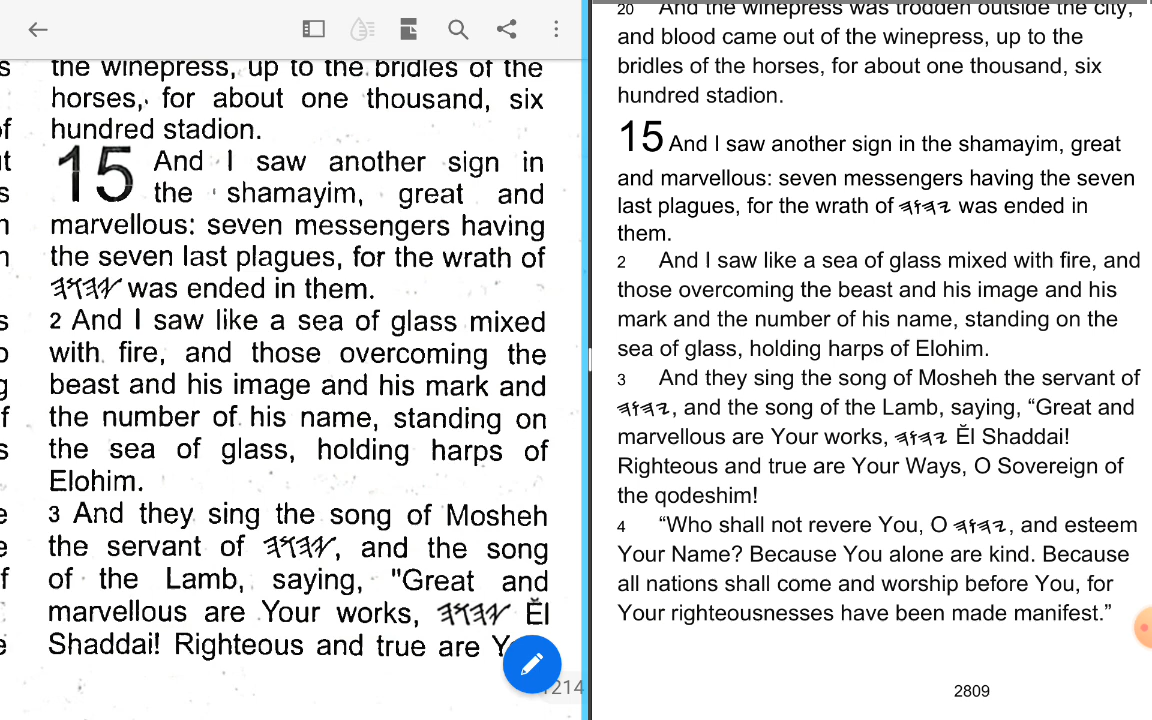 the winepress, up to the bridles of the
horses, for about one thousand, six
hundred stadion.
15 And I saw another sign in
the shamayim, great and
marvellous: seven messengers having
the seven last plagues, for the wrath of
𐤉𐤄𐤅𐤄 was ended in them.
2 And I saw like a sea of glass mixed
with fire, and those overcoming the
beast and his image and his mark and
the number of his name, standing on
the sea of glass, holding harps of
Elohim.
3 And they sing the song of Mosheh
the servant of 𐤉𐤄𐤅𐤄, and the song
of the Lamb, saying, "Great and
marvellous are Your works, 𐤉𐤄𐤅𐤄 Ĕl
Shaddai! Righteous and true are
1214
20 And the winepress was trodden outside the city,
and blood came out of the winepress, up to the
bridles of the horses, for about one thousand, six
hundred stadion.
15 And I saw another sign in the shamayim, great
and marvellous: seven messengers having the seven
last plagues, for the wrath of 𐤉𐤄𐤅𐤄 was ended in
them.
2 And I saw like a sea of glass mixed with fire, and
those overcoming the beast and his image and his
mark and the number of his name, standing on the
sea of glass, holding harps of Elohim.
3 And they sing the song of Mosheh the servant of
𐤉𐤄𐤅𐤄, and the song of the Lamb, saying, “Great and
marvellous are Your works, 𐤉𐤄𐤅𐤄 Ĕl Shaddai!
Righteous and true are Your Ways, O Sovereign of
the qodeshim!
4 “Who shall not revere You, O 𐤉𐤄𐤅𐤄, and esteem
Your Name? Because You alone are kind. Because
all nations shall come and worship before You, for
Your righteousnesses have been made manifest.”
2809